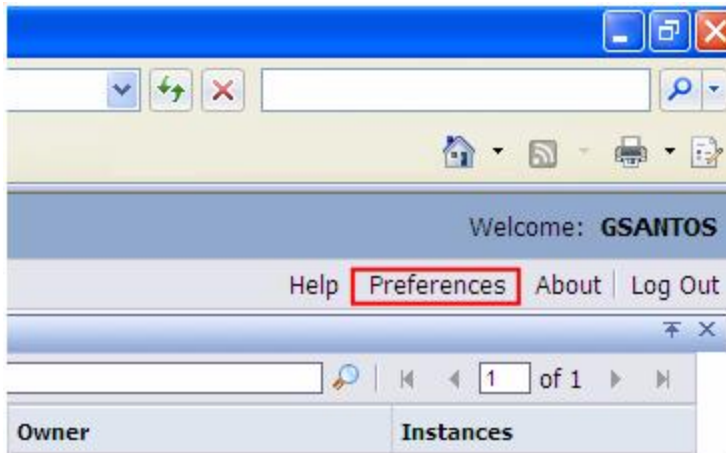 Welcome: GSANTOS
Help Preferences About Log Out
1 of 1
Owner Instances